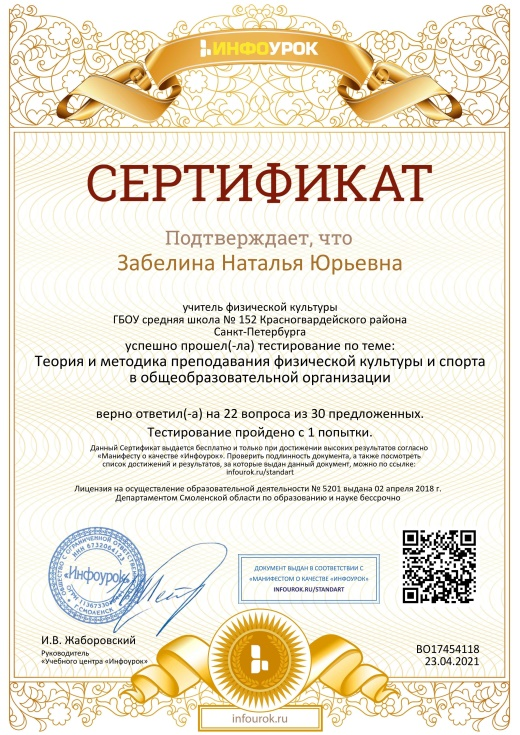 ИНФОУРОК
СЕРТИФИКАТ
Подтверждает, что
Забелина Наталья Юрьевна
учитель физической культуры
ГБОУ средняя школа № 152 Красногвардейского района
Санкт-Петербурга
успешно прошел(-ла) тестирование по теме:
Теория и методика преподавания физической культуры и спорта
в общеобразовательной организации
верно ответил(-а) на 22 вопроса из 30 предложенных.
Тестирование пройдено с 1 попытки.
Данный Сертификат выдается бесплатно и только при достижении высоких результатов согласно
«Манифесту о качестве «Инфоурок». Проверить подлинность документа, а также посмотреть
список достижений и результатов, за которые выдан данный документ, можно по ссылке:
infourok.ru/standart
Лицензия на осуществление образовательной деятельности № 5201 выдана 02 апреля 2018 г.
Департаментом Смоленской области по образованию и науке бессрочно
«Инфоурок»
ДОКУМЕНТ ВЫДАН В СООТВЕТСТВИИ С
«МАНИФЕСТОМ О КАЧЕСТВЕ «ИНФОУРОК»
INFOUROK.RU/STANDART
И.В. Жаборовский
Руководитель
«Учебного центра «Инфоурок»
ВО17454118
23.04.2021
infourok.ru